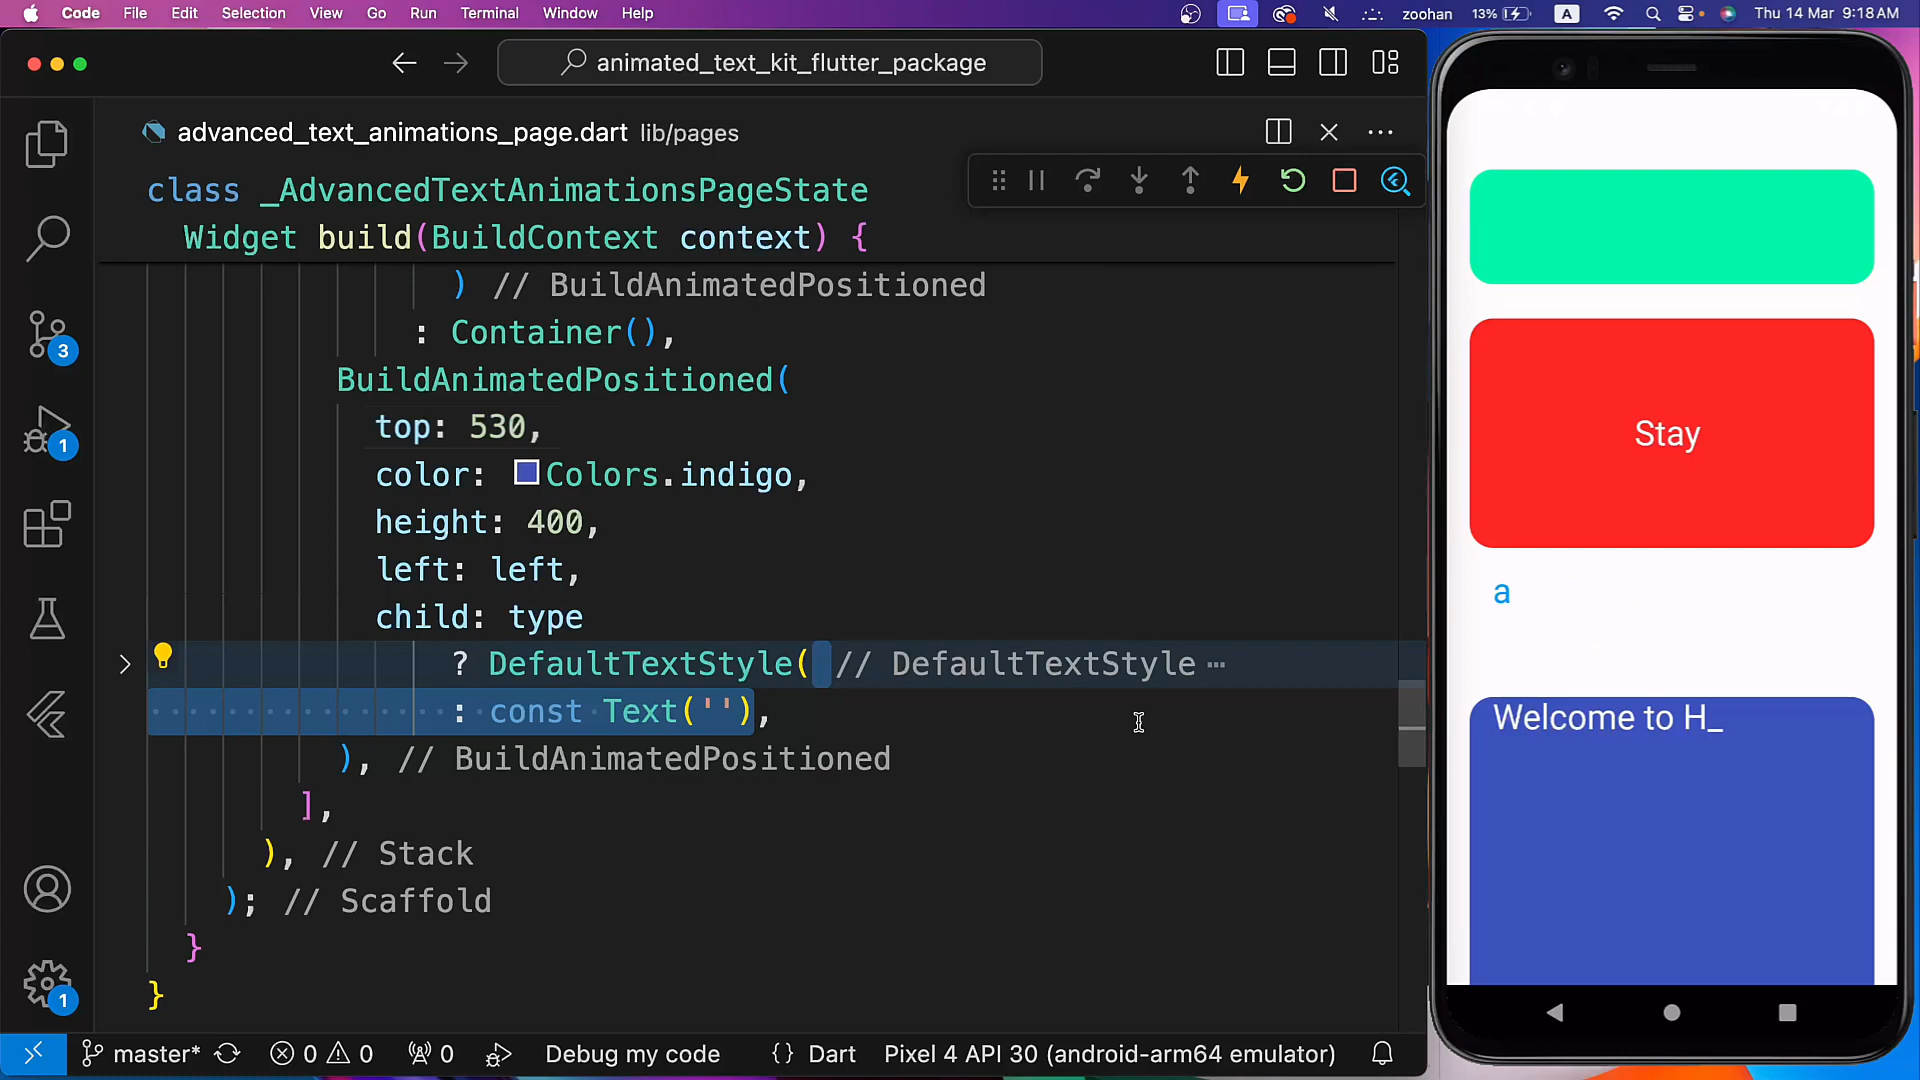 Code File Edit Selection View Go Run Terminal Window Help zoohan 13% A Thu 14 Mar 9:18 AM
animated_text_kit_flutter_package
advanced_text_animations_page.dart lib/pages
class _AdvancedTextAnimationsPageState
Widget build(BuildContext context) {
) // BuildAnimatedPositioned
: Container(),
BuildAnimatedPositioned(
top: 530,
color: Colors.indigo,
height: 400,
left: left,
child: type
? DefaultTextStyle( // DefaultTextStyle ⋯
: const Text(''),
), // BuildAnimatedPositioned
],
), // Stack
); // Scaffold
}
}
3
1
1
master* 0 0 0 Debug my code {} Dart Pixel 4 API 30 (android-arm64 emulator)
Stay
a
Welcome to H_